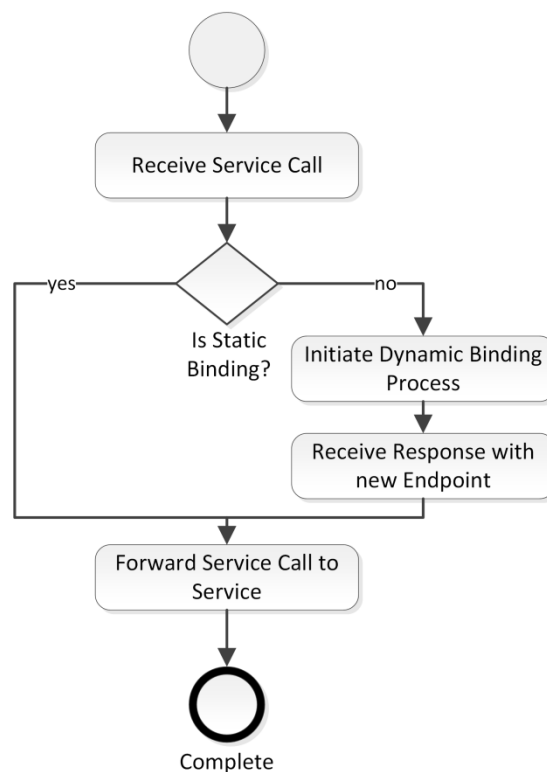 Receive Service Call
yes
no
Is Static
Binding?
Initiate Dynamic Binding
Process
Receive Response with
new Endpoint
Forward Service Call to
Service
Complete